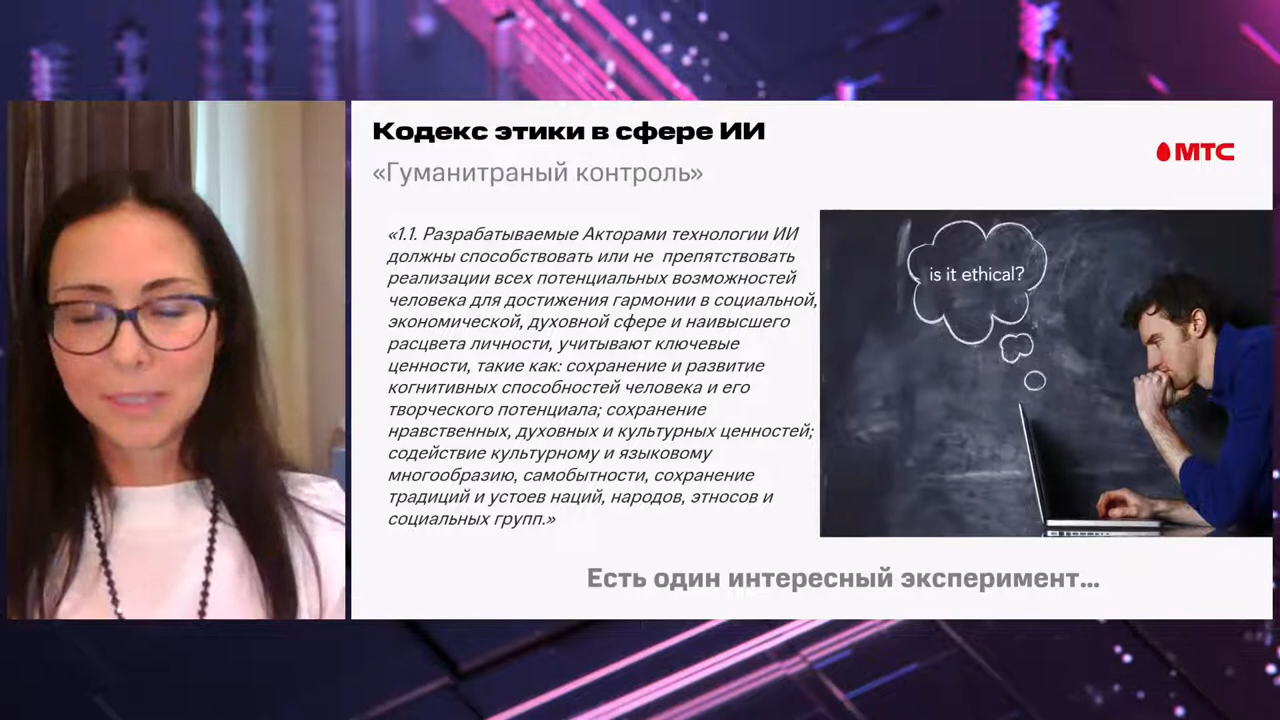 Кодекс этики в сфере ИИ
«Гуманитраный контроль»
МТС
«1.1. Разрабатываемые Акторами технологии ИИ
должны способствовать или не препятствовать
реализации всех потенциальных возможностей
человека для достижения гармонии в социальной,
экономической, духовной сфере и наивысшего
расцвета личности, учитывают ключевые
ценности, такие как: сохранение и развитие
когнитивных способностей человека и его
творческого потенциала; сохранение
нравственных, духовных и культурных ценностей;
содействие культурному и языковому
многообразию, самобытности, сохранение
традиций и устоев наций, народов, этносов и
социальных групп.»
is it ethical?
Есть один интересный эксперимент...